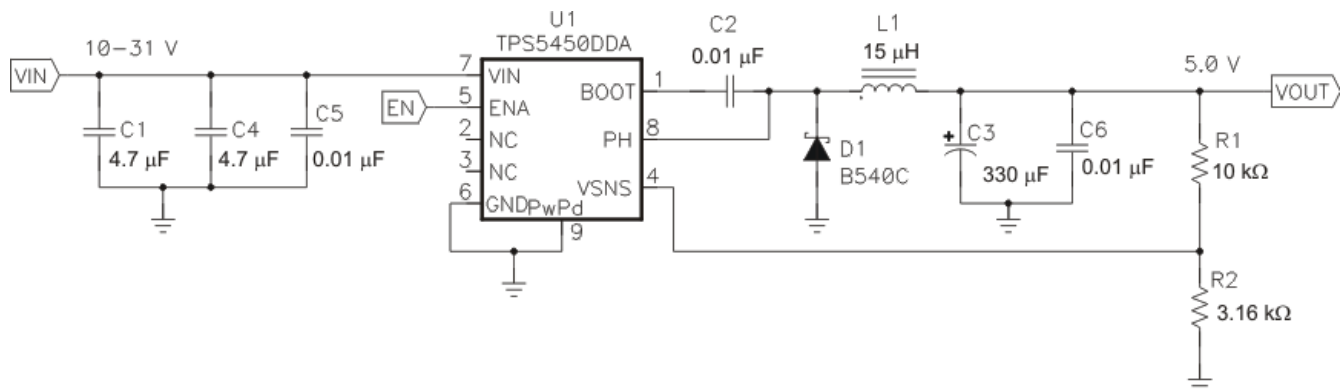 U1
TPS5450DDA
10-31 V
VIN
C1
4.7 µF
C4
4.7 µF
C5
0.01 µF
EN
7
VIN
5
ENA
2
NC
3
NC
6
GND
PwPd
9
BOOT
1
PH
8
VSNS
4
C2
0.01 µF
L1
15 µH
D1
B540C
+
C3
330 µF
C6
0.01 µF
5.0 V
VOUT
R1
10 kΩ
R2
3.16 kΩ